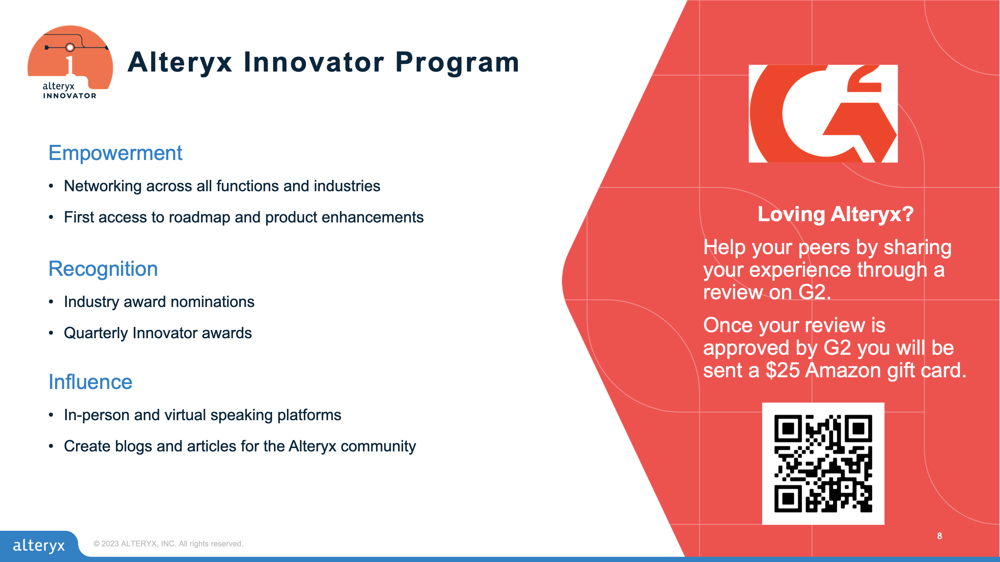 alteryx
INNOVATOR
Alteryx Innovator Program
Empowerment
• Networking across all functions and industries
• First access to roadmap and product enhancements
Recognition
• Industry award nominations
• Quarterly Innovator awards
Influence
• In-person and virtual speaking platforms
• Create blogs and articles for the Alteryx community
G2
Loving Alteryx?
Help your peers by sharing
your experience through a
review on G2.
Once your review is
approved by G2 you will be
sent a $25 Amazon gift card.
alteryx
© 2023 ALTERYX, INC. All rights reserved.
8